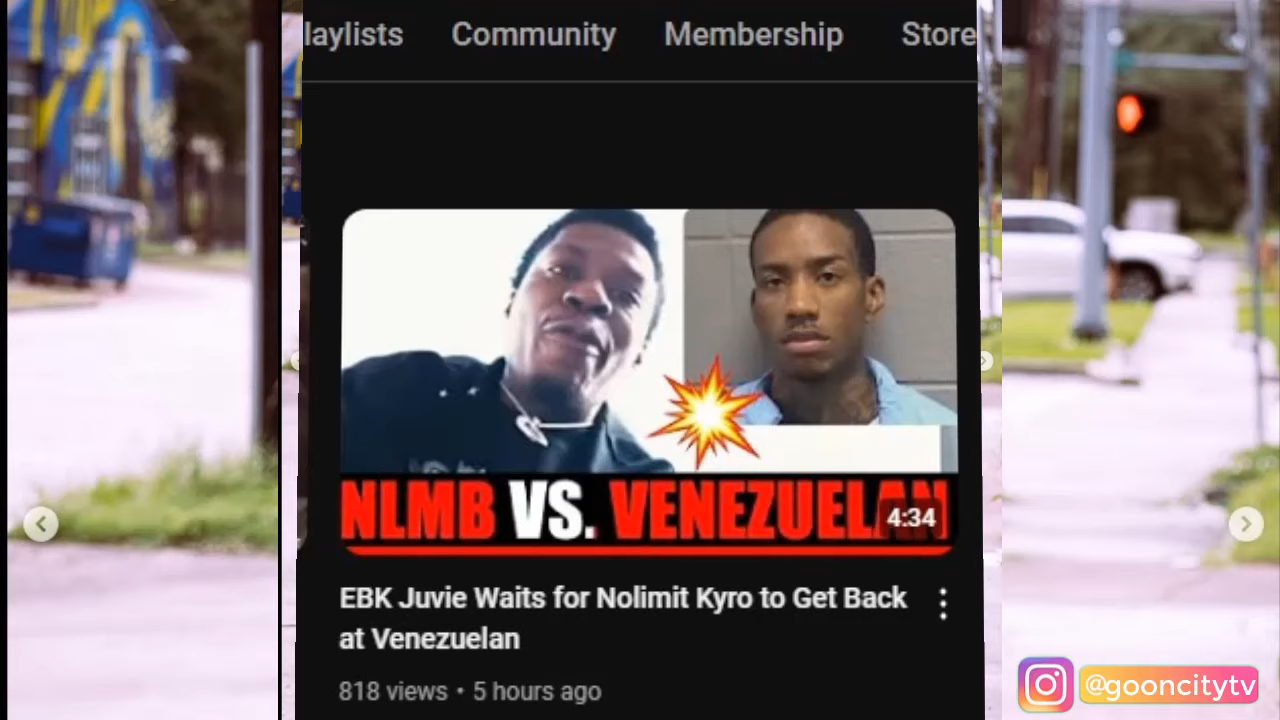 laylists Community Membership Store
NLMB VS. VENEZUELAN
4:34
EBK Juvie Waits for Nolimit Kyro to Get Back
at Venezuelan
818 views • 5 hours ago
@gooncitytv